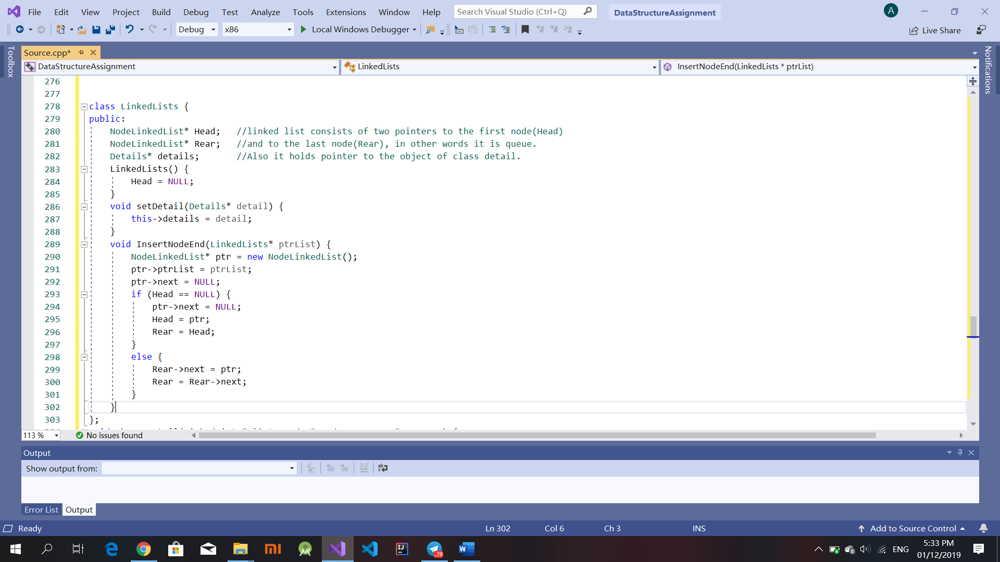 File Edit View Project Build Debug Test Analyze Tools Extensions Window Help Search Visual Studio (Ctrl+Q) DataStructureAssignment A
Debug x86 Local Windows Debugger Live Share
Toolbox
Notifications
Source.cpp*
DataStructureAssignment LinkedLists InsertNodeEnd(LinkedLists * ptrList)
276
277
278 class LinkedLists {
279 public:
280 NodeLinkedList* Head; //linked list consists of two pointers to the first node(Head)
281 NodeLinkedList* Rear; //and to the last node(Rear), in other words it is queue.
282 Details* details; //Also it holds pointer to the object of class detail.
283 LinkedLists() {
284 Head = NULL;
285 }
286 void setDetail(Details* detail) {
287 this->details = detail;
288 }
289 void InsertNodeEnd(LinkedLists* ptrList) {
290 NodeLinkedList* ptr = new NodeLinkedList();
291 ptr->ptrList = ptrList;
292 ptr->next = NULL;
293 if (Head == NULL) {
294 ptr->next = NULL;
295 Head = ptr;
296 Rear = Head;
297 }
298 else {
299 Rear->next = ptr;
300 Rear = Rear->next;
301 }
302 }
303 };
113 % No issues found
Output
Show output from:
Error List Output
Ready Ln 302 Col 6 Ch 3 INS Add to Source Control
ENG 5:33 PM
01/12/2019